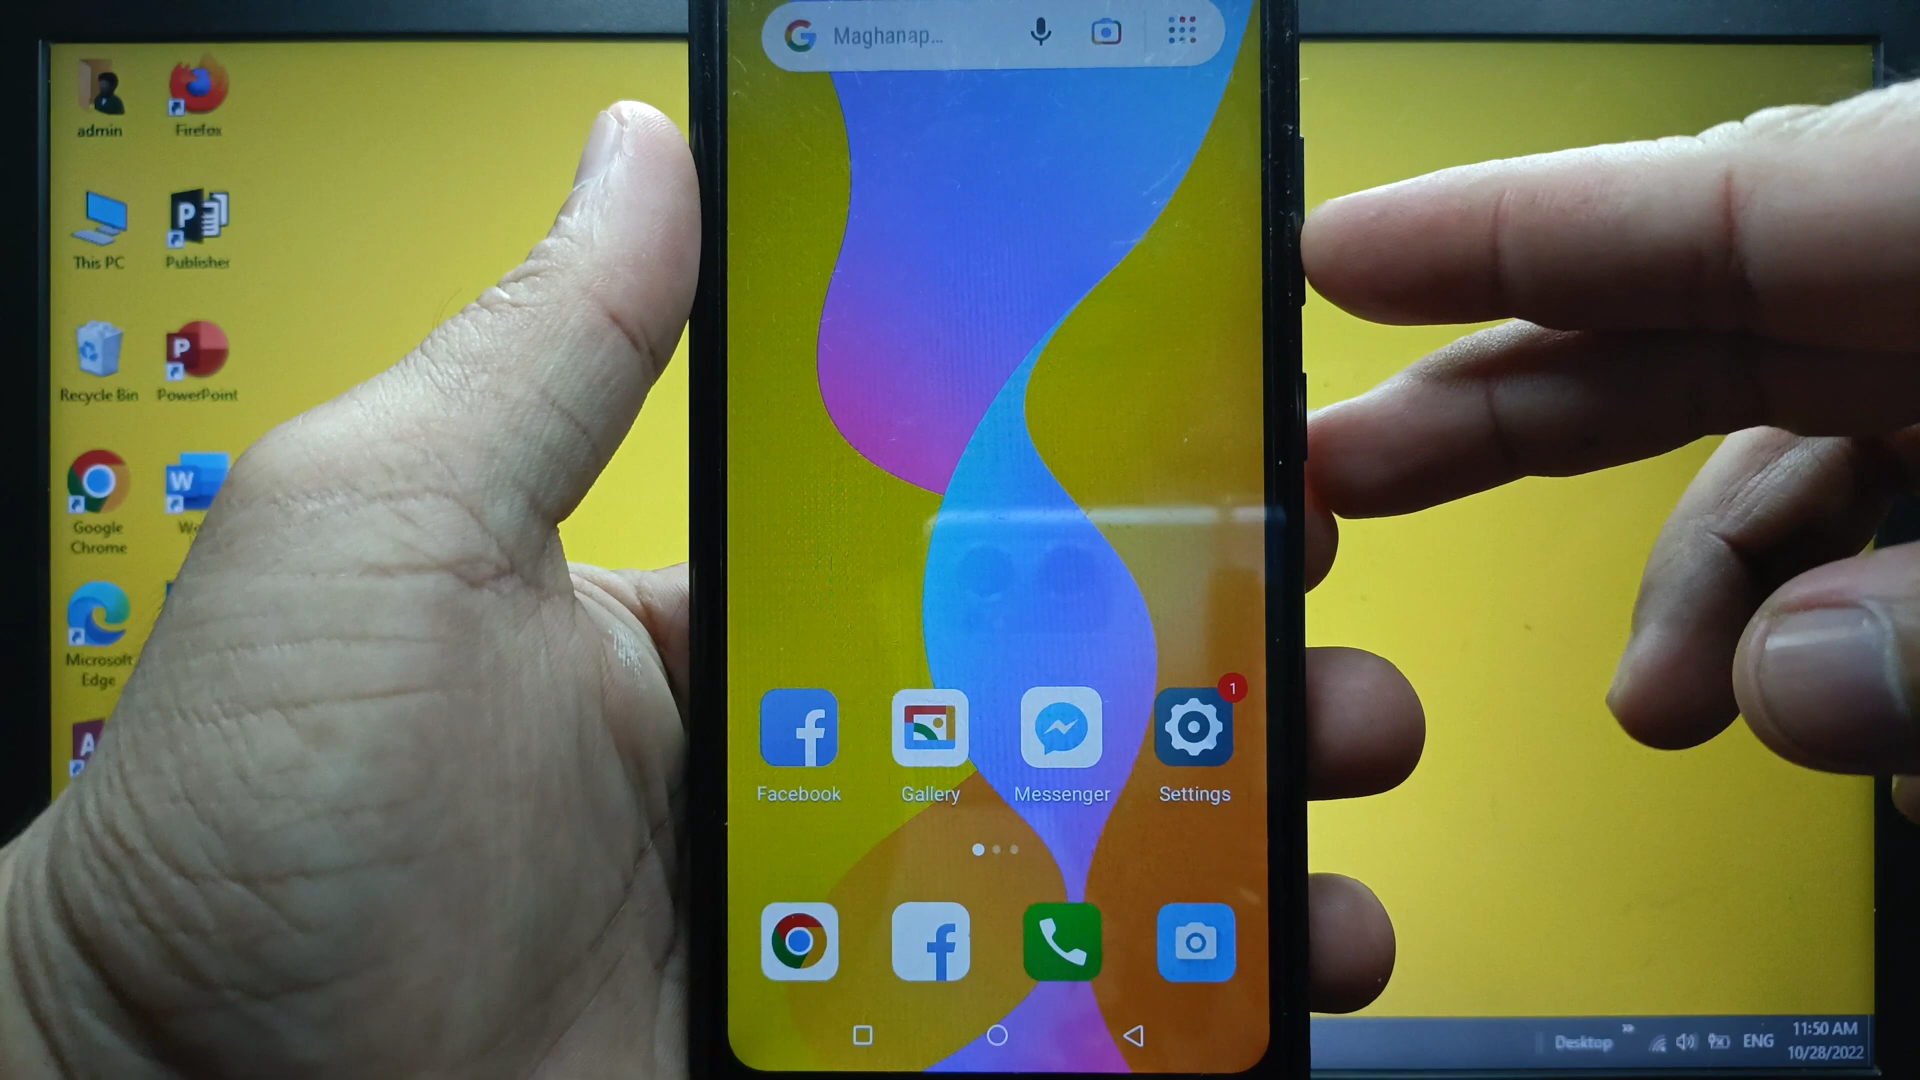 admin
Firefox
This PC
Publisher
Recycle Bin
PowerPoint
Google
Chrome
Microsoft
Edge
Maghanap...
1
Facebook
Gallery
Messenger
Settings
Desktop
ENG
11:50 AM
10/28/2022